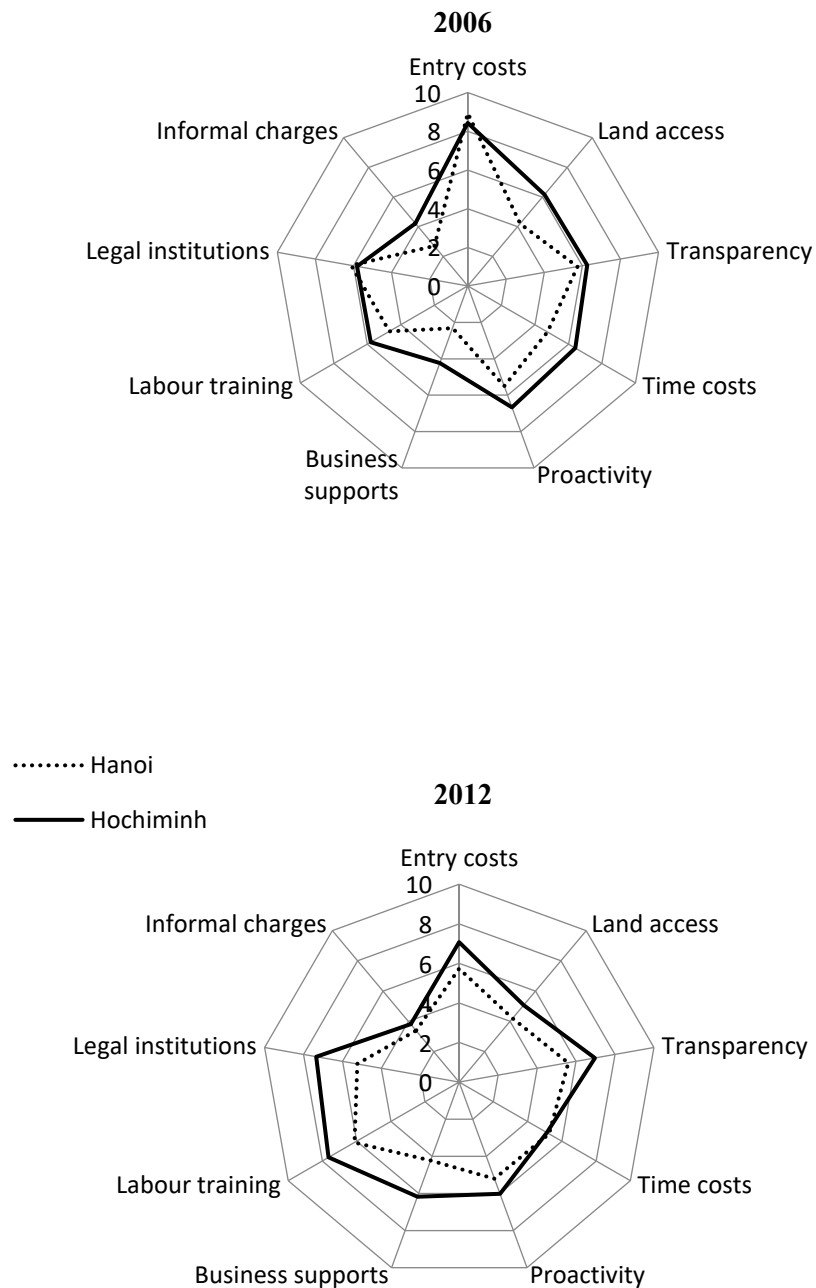 2006
Entry costs
10
Informal charges
Land access
8
6
4
Legal institutions
2
Transparency
0
Labour training
Time costs
Business
supports
Proactivity
Hanoi
Hochiminh
2012
Entry costs
10
Informal charges
Land access
8
6
4
Legal institutions
2
Transparency
0
Labour training
Time costs
Business supports
Proactivity